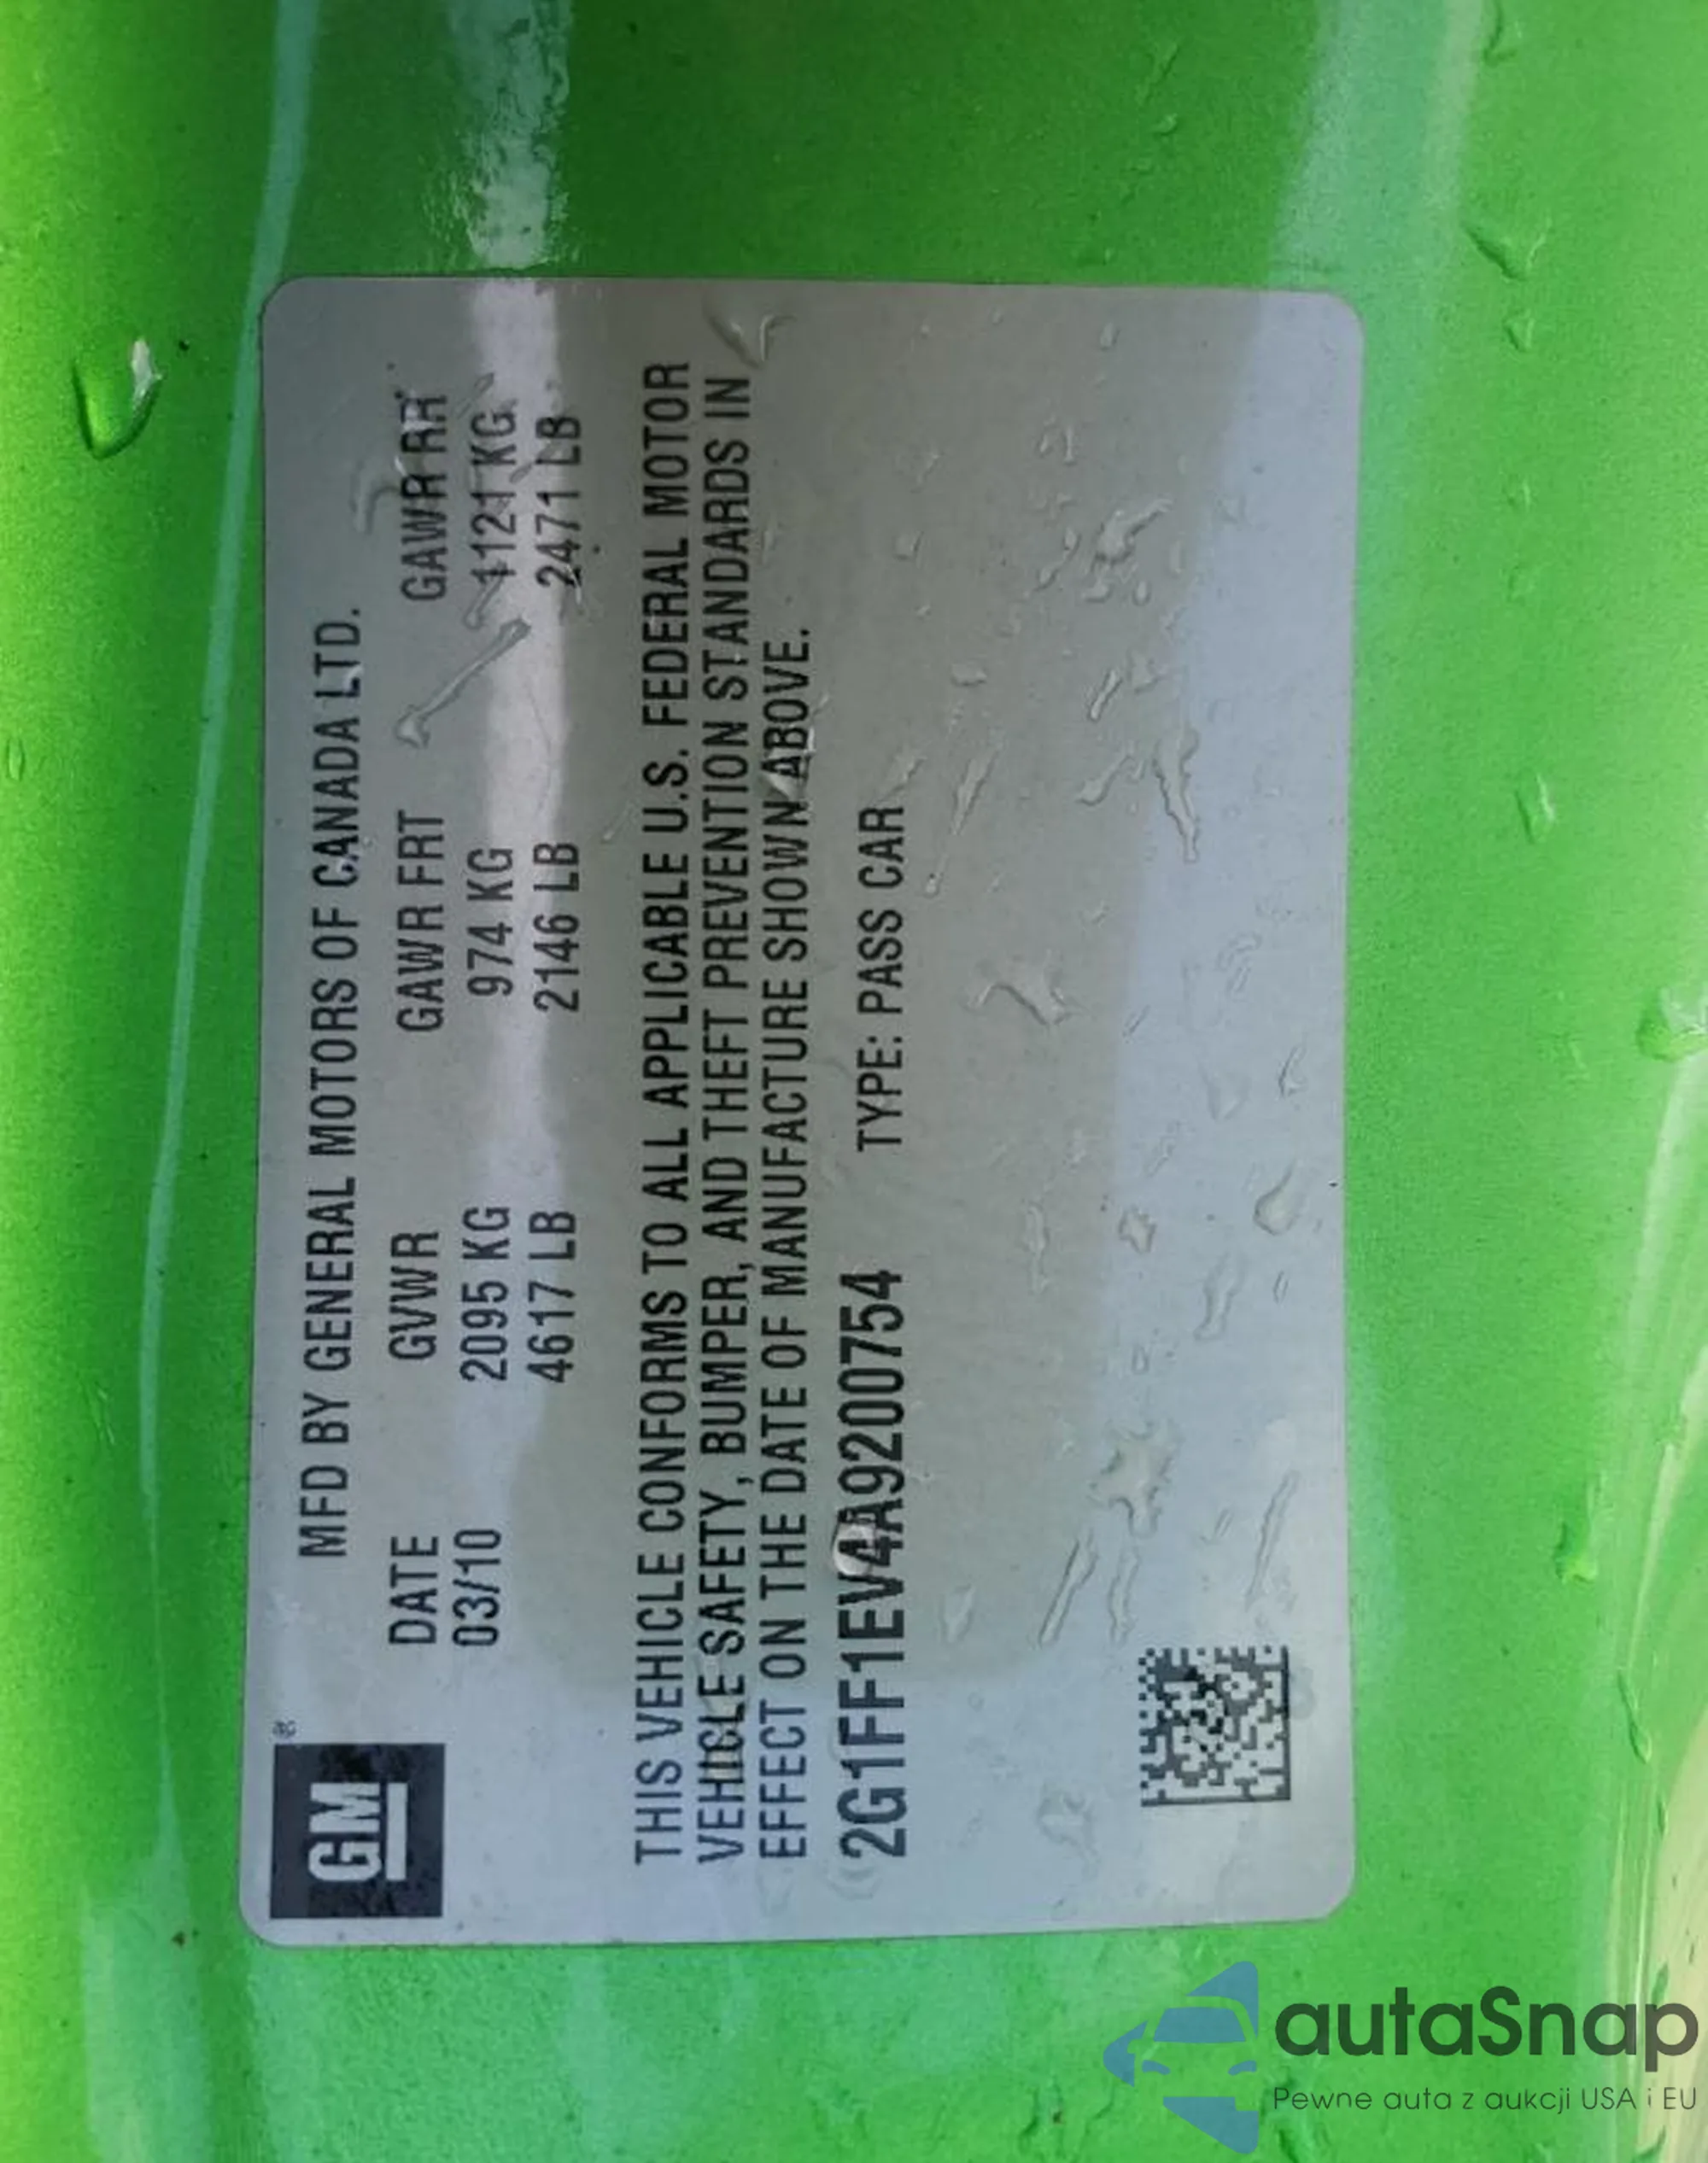 GM
MFD BY GENERAL MOTORS OF CANADA LTD.
DATE GVWR GAWR FRT GAWR RR
03/10 2095 KG 974 KG 1121 KG
4617 LB 2146 LB 2471 LB
THIS VEHICLE CONFORMS TO ALL APPLICABLE U.S. FEDERAL MOTOR
VEHICLE SAFETY, BUMPER, AND THEFT PREVENTION STANDARDS IN
EFFECT ON THE DATE OF MANUFACTURE SHOWN ABOVE.
2G1FF1EV4A9200754 TYPE: PASS CAR
autaSnap
Pewne auta z aukcji USA i EU